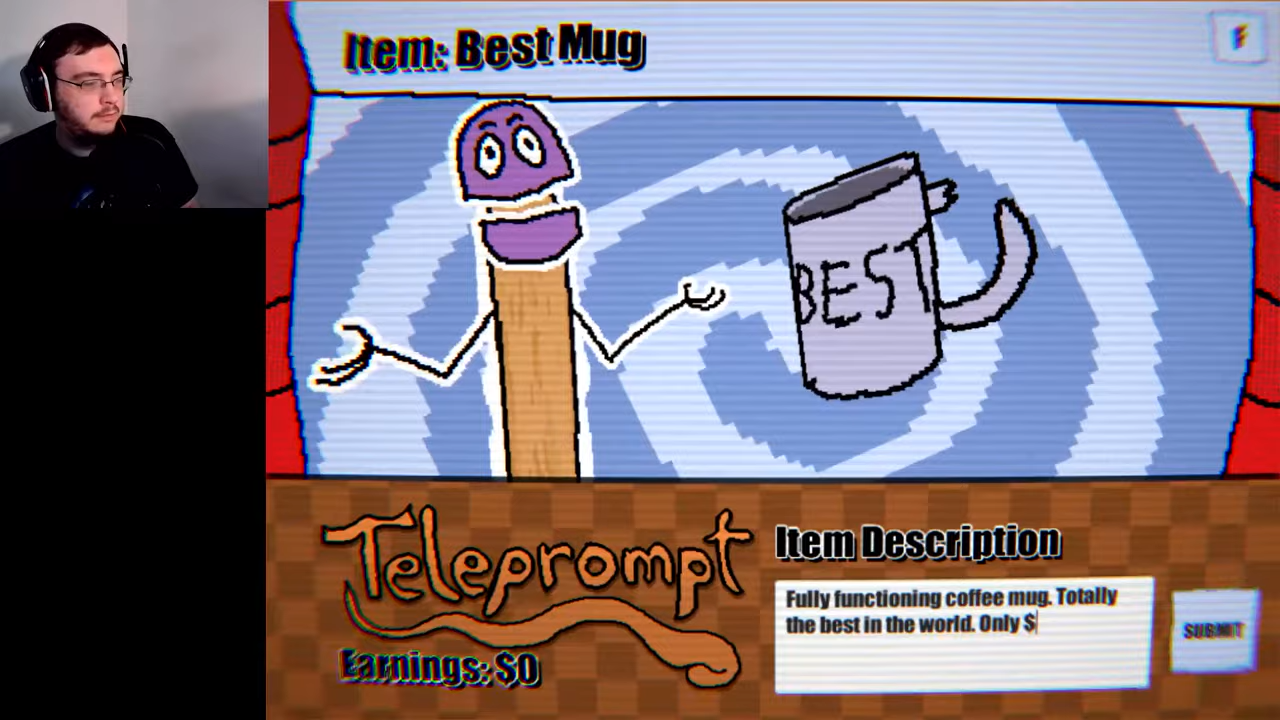 Item: Best Mug
F
BEST
Teleprompt
Earnings: $0
Item Description
Fully functioning coffee mug. Totally
the best in the world. Only $
SUBMIT